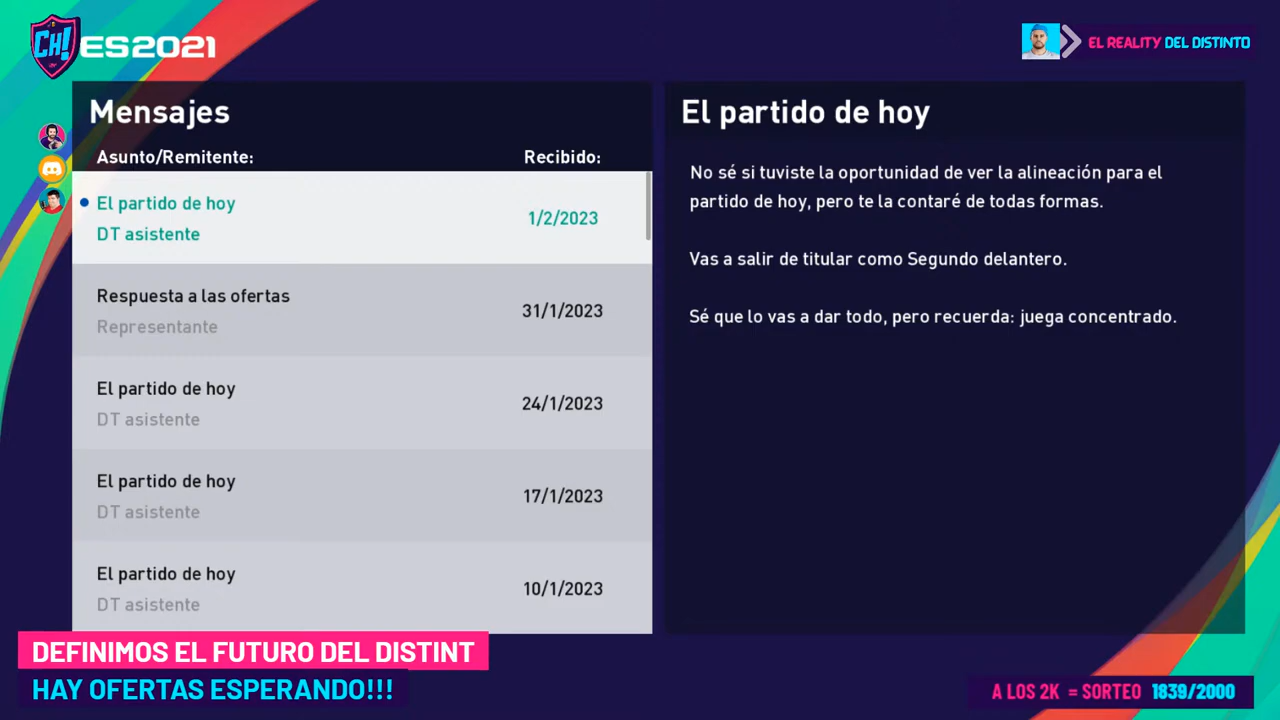 CH!
ES2021
EL REALITY DEL DISTINTO
Mensajes
Asunto/Remitente:
Recibido:
El partido de hoy
DT asistente
1/2/2023
Respuesta a las ofertas
Representante
31/1/2023
El partido de hoy
DT asistente
24/1/2023
El partido de hoy
DT asistente
17/1/2023
El partido de hoy
DT asistente
10/1/2023
El partido de hoy
No sé si tuviste la oportunidad de ver la alineación para el
partido de hoy, pero te la contaré de todas formas.
Vas a salir de titular como Segundo delantero.
Sé que lo vas a dar todo, pero recuerda: juega concentrado.
DEFINIMOS EL FUTURO DEL DISTINT
HAY OFERTAS ESPERANDO!!!
A LOS 2K = SORTEO 1839/2000